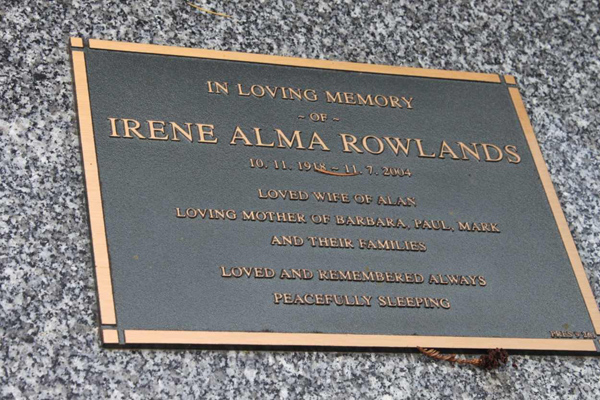 IN LOVING MEMORY
~ OF ~
IRENE ALMA ROWLANDS
10. 11. 1918 – 11. 7. 2004
LOVED WIFE OF ALAN
LOVING MOTHER OF BARBARA, PAUL, MARK
AND THEIR FAMILIES
LOVED AND REMEMBERED ALWAYS
PEACEFULLY SLEEPING